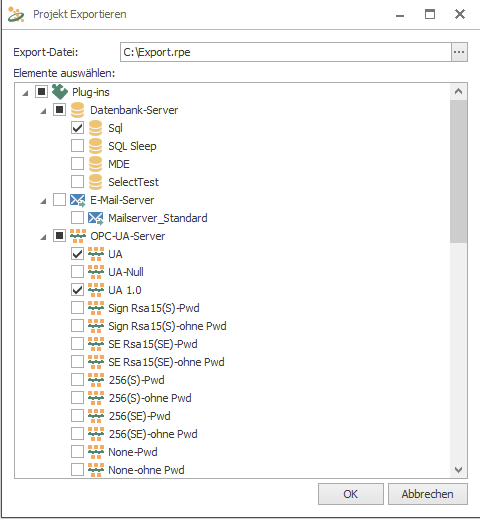 Projekt Exportieren
Export-Datei: C:\Export.rpe ...
Elemente auswählen:
Plug-ins
Datenbank-Server
Sql
SQL Sleep
MDE
SelectTest
E-Mail-Server
Mailserver_Standard
OPC-UA-Server
UA
UA-Null
UA 1.0
Sign Rsa15(S)-Pwd
Sign Rsa15(S)-ohne Pwd
SE Rsa15(SE)-Pwd
SE Rsa15(SE)-ohne Pwd
256(S)-Pwd
256(S)-ohne Pwd
256(SE)-Pwd
256(SE)-ohne Pwd
None-Pwd
None-ohne Pwd
OK Abbrechen